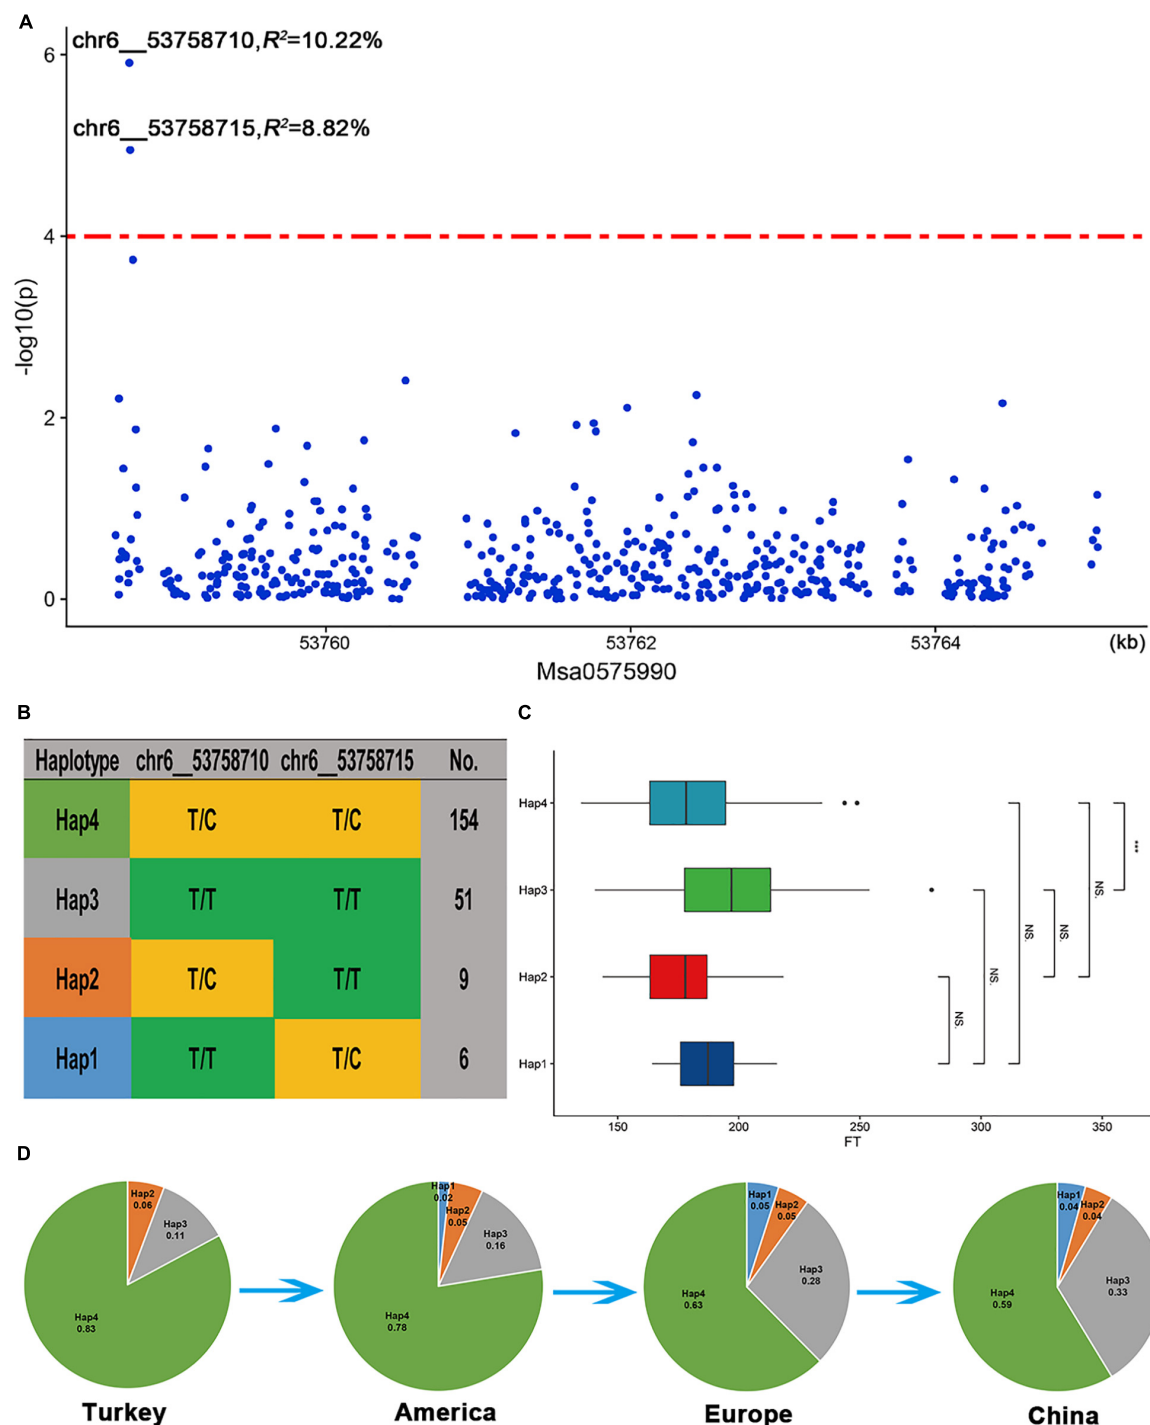 A
chr6__53758710,R²=10.22%
chr6__53758715,R²=8.82%
6
4
2
0
-log10(p)
53760
53762
53764
(kb)
Msa0575990
B
Haplotype chr6__53758710 chr6__53758715 No.
Hap4 T/C T/C 154
Hap3 T/T T/T 51
Hap2 T/C T/T 9
Hap1 T/T T/C 6
C
Hap4
Hap3
Hap2
Hap1
***
NS.
NS.
NS.
NS.
NS.
150
200
250
300
350
FT
D
Hap2
0.06
Hap3
0.11
Hap4
0.83
Turkey
Hap1
0.02
Hap2
0.05
Hap3
0.16
Hap4
0.78
America
Hap1
0.05
Hap2
0.05
Hap3
0.28
Hap4
0.63
Europe
Hap1
0.04
Hap2
0.04
Hap3
0.33
Hap4
0.59
China